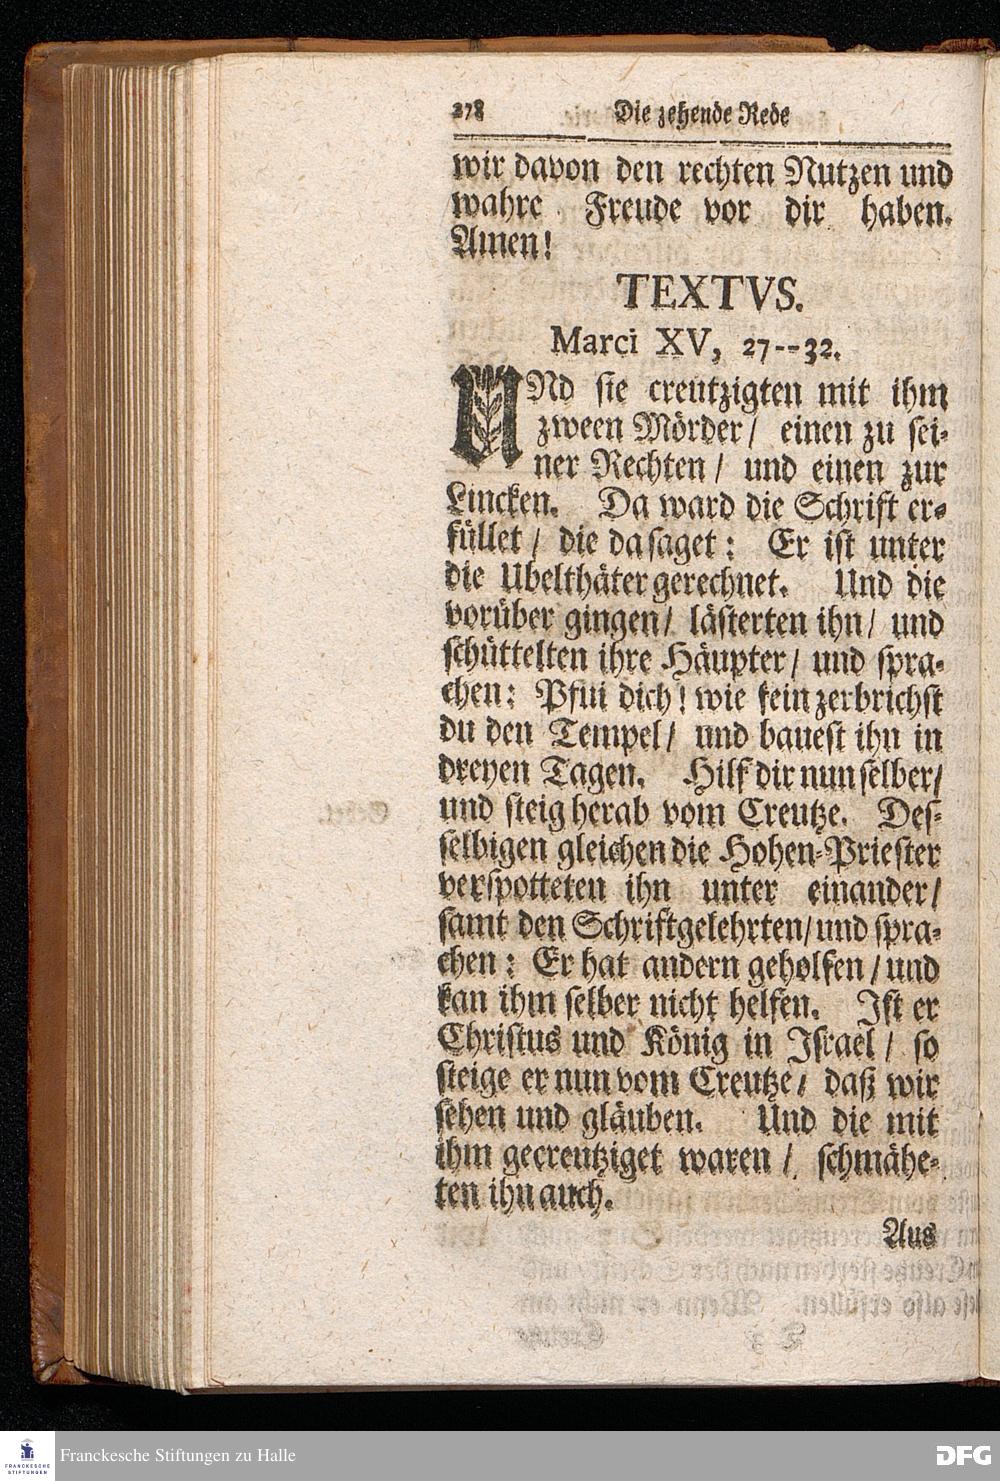 278 Die zehende Rede
wir davon den rechten Nutzen und
wahre Freude vor dir haben.
Amen!
TEXTVS.
Marci XV, 27--32.
UNd sie creutzigten mit ihm
zween Mörder / einen zu sei-
ner Rechten / und einen zur
Lincken. Da ward die Schrift er-
füllet / die da saget: Er ist unter
die Ubelthäter gerechnet. Und die
vorüber gingen / lästerten ihn / und
schüttelten ihre Häupter / und spra-
chen: Pfui dich! wie fein zerbrichst
du den Tempel / und bauest ihn in
dreyen Tagen. Hilf dir nun selber /
und steig herab vom Creutze. Des-
selbigen gleichen die Hohen-Priester
verspotteten ihn unter einander /
samt den Schriftgelehrten / und spra-
chen: Er hat andern geholfen / und
kan ihm selber nicht helfen. Ist er
Christus und König in Israel / so
steige er nun vom Creutze / daß wir
sehen und gläuben. Und die mit
ihm gecreutziget waren / schmähe-
ten ihn auch.
Aus
FRANCKESCHE
STIFTUNGEN
Franckesche Stiftungen zu Halle
DFG